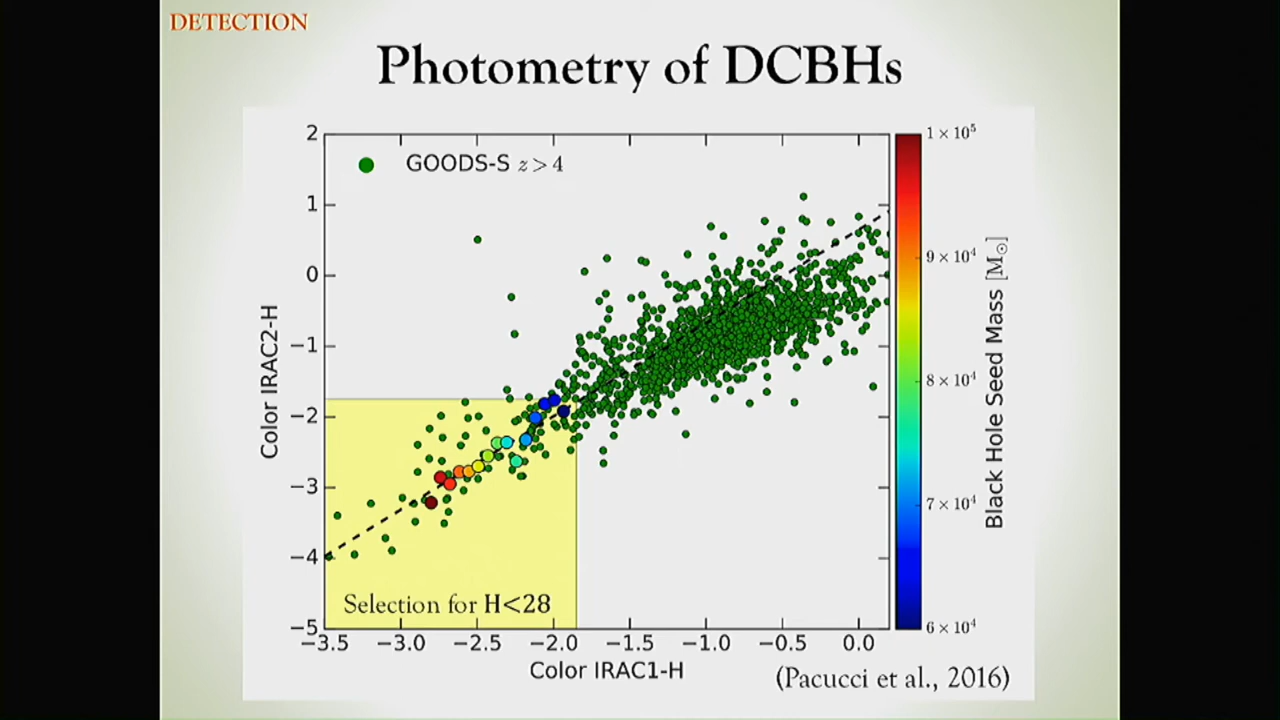 DETECTION
Photometry of DCBHs
GOODS-S z > 4
2
1
0
−1
−2
−3
−4
−5
Color IRAC2-H
Selection for H<28
−3.5 −3.0 −2.5 −2.0 −1.5 −1.0 −0.5 0.0
Color IRAC1-H
1 × 10⁵
9 × 10⁴
8 × 10⁴
7 × 10⁴
6 × 10⁴
Black Hole Seed Mass [M☉]
(Pacucci et al., 2016)